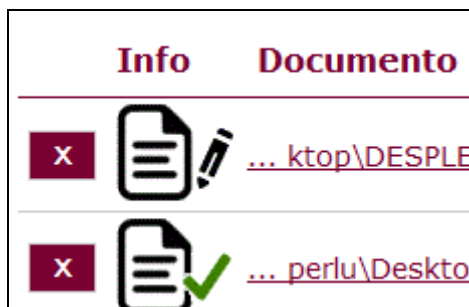 Info Documento
X ... ktop\DESPLE
X ... perlu\Deskto